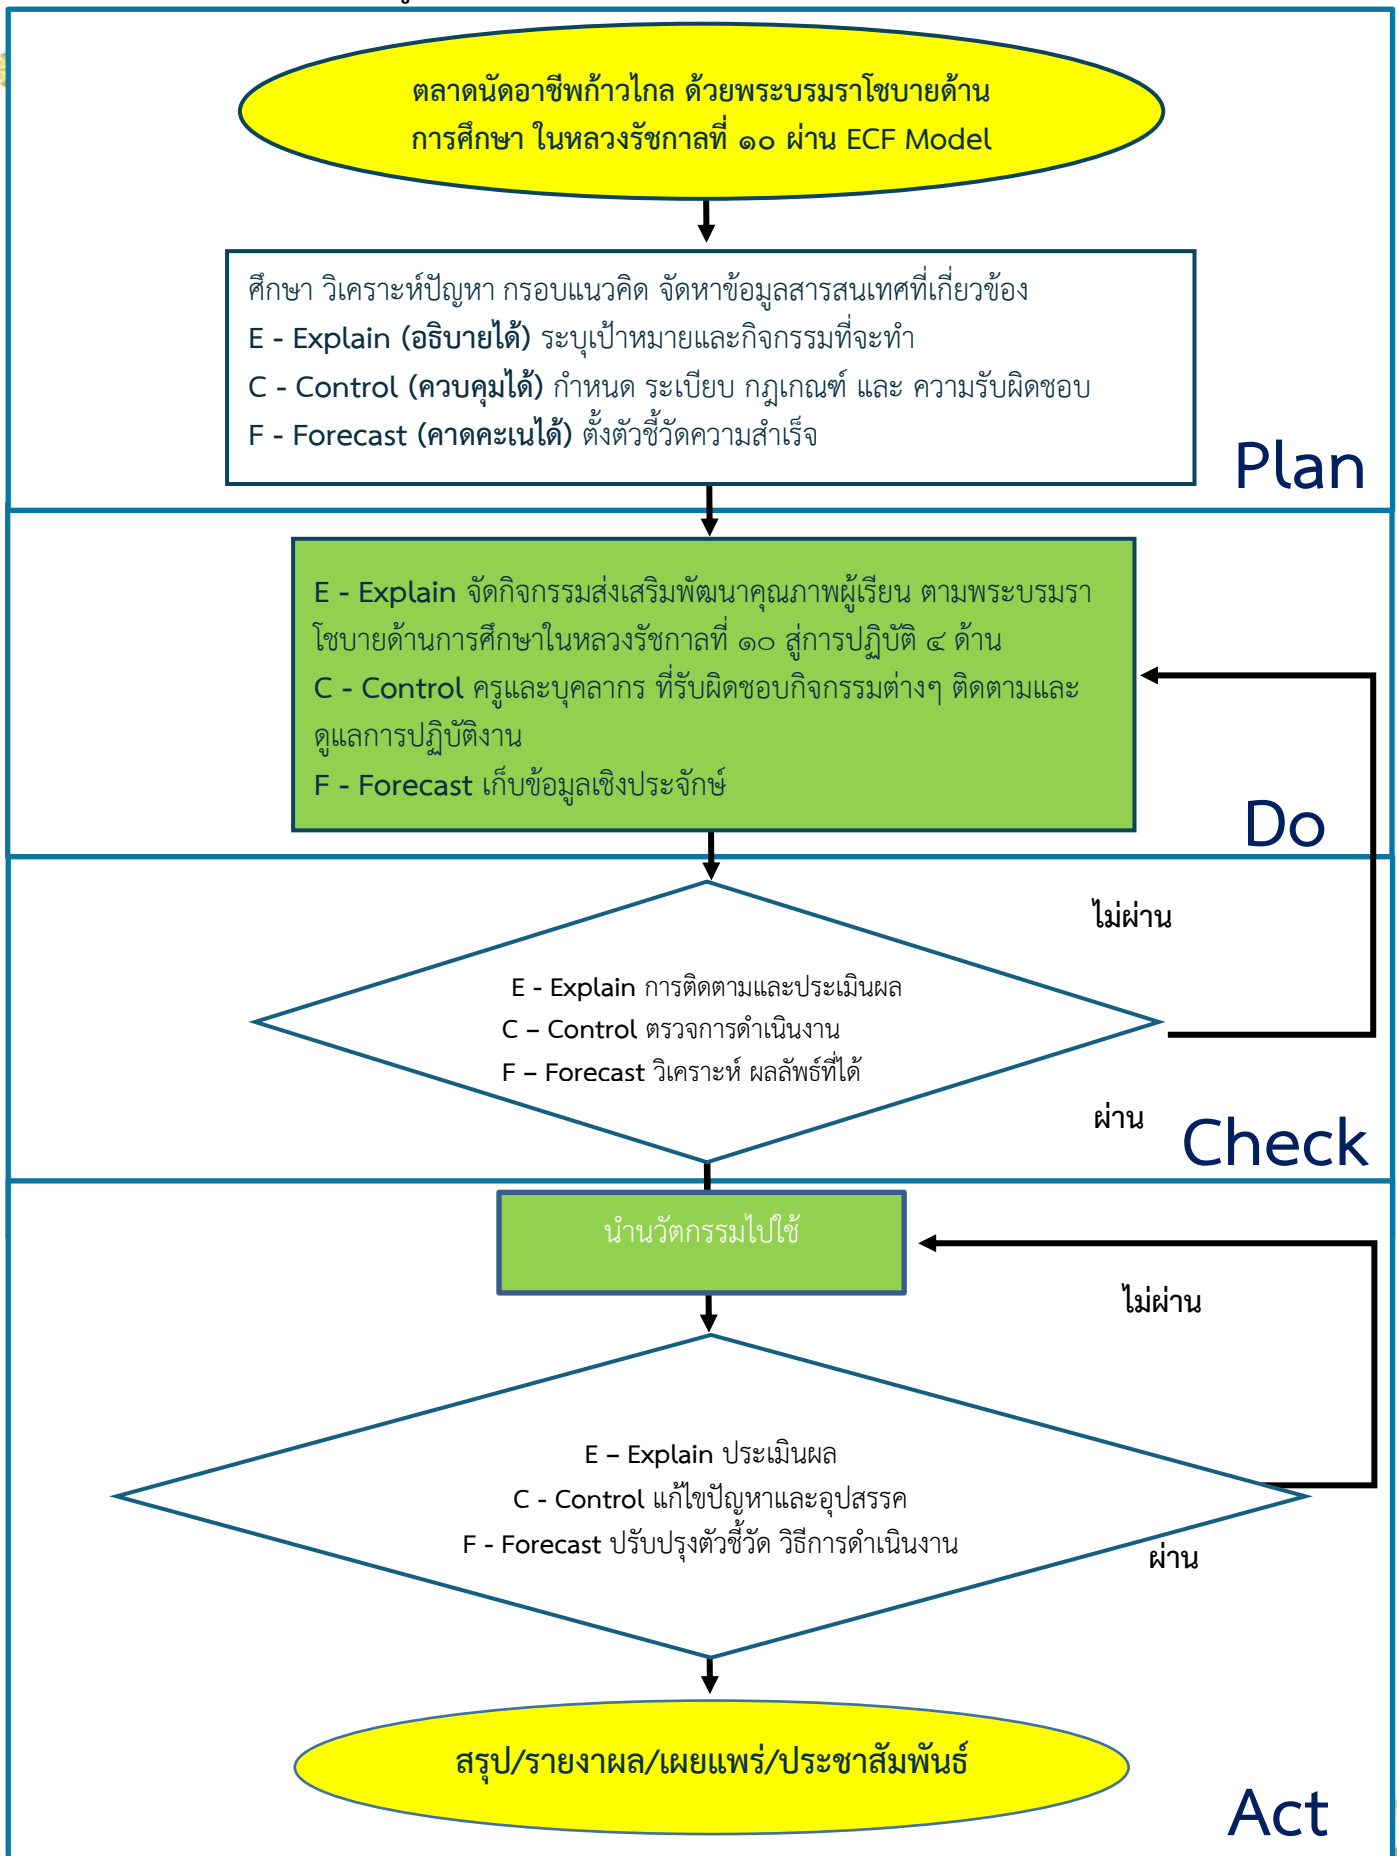 ตลาดนัดอาชีพก้าวไกล ด้วยพระบรมราโชบายด้าน
การศึกษา ในหลวงรัชกาลที่ ๑๐ ผ่าน ECF Model
ศึกษา วิเคราะห์ปัญหา กรอบแนวคิด จัดหาข้อมูลสารสนเทศที่เกี่ยวข้อง
E - Explain (อธิบายได้) ระบุเป้าหมายและกิจกรรมที่จะทำ
C - Control (ควบคุมได้) กำหนด ระเบียบ กฎเกณฑ์ และ ความรับผิดชอบ
F - Forecast (คาดคะเนได้) ตั้งตัวชี้วัดความสำเร็จ
Plan
E - Explain จัดกิจกรรมส่งเสริมพัฒนาคุณภาพผู้เรียน ตามพระบรมรา
โชบายด้านการศึกษาในหลวงรัชกาลที่ ๑๐ สู่การปฏิบัติ ๔ ด้าน
C - Control ครูและบุคลากร ที่รับผิดชอบกิจกรรมต่างๆ ติดตามและ
ดูแลการปฏิบัติงาน
F - Forecast เก็บข้อมูลเชิงประจักษ์
Do
ไม่ผ่าน
E - Explain การติดตามและประเมินผล
C – Control ตรวจการดำเนินงาน
F – Forecast วิเคราะห์ ผลลัพธ์ที่ได้
ผ่าน
Check
นำนวัตกรรมไปใช้
ไม่ผ่าน
E – Explain ประเมินผล
C - Control แก้ไขปัญหาและอุปสรรค
F - Forecast ปรับปรุงตัวชี้วัด วิธีการดำเนินงาน
ผ่าน
สรุป/รายงาผล/เผยแพร่/ประชาสัมพันธ์
Act